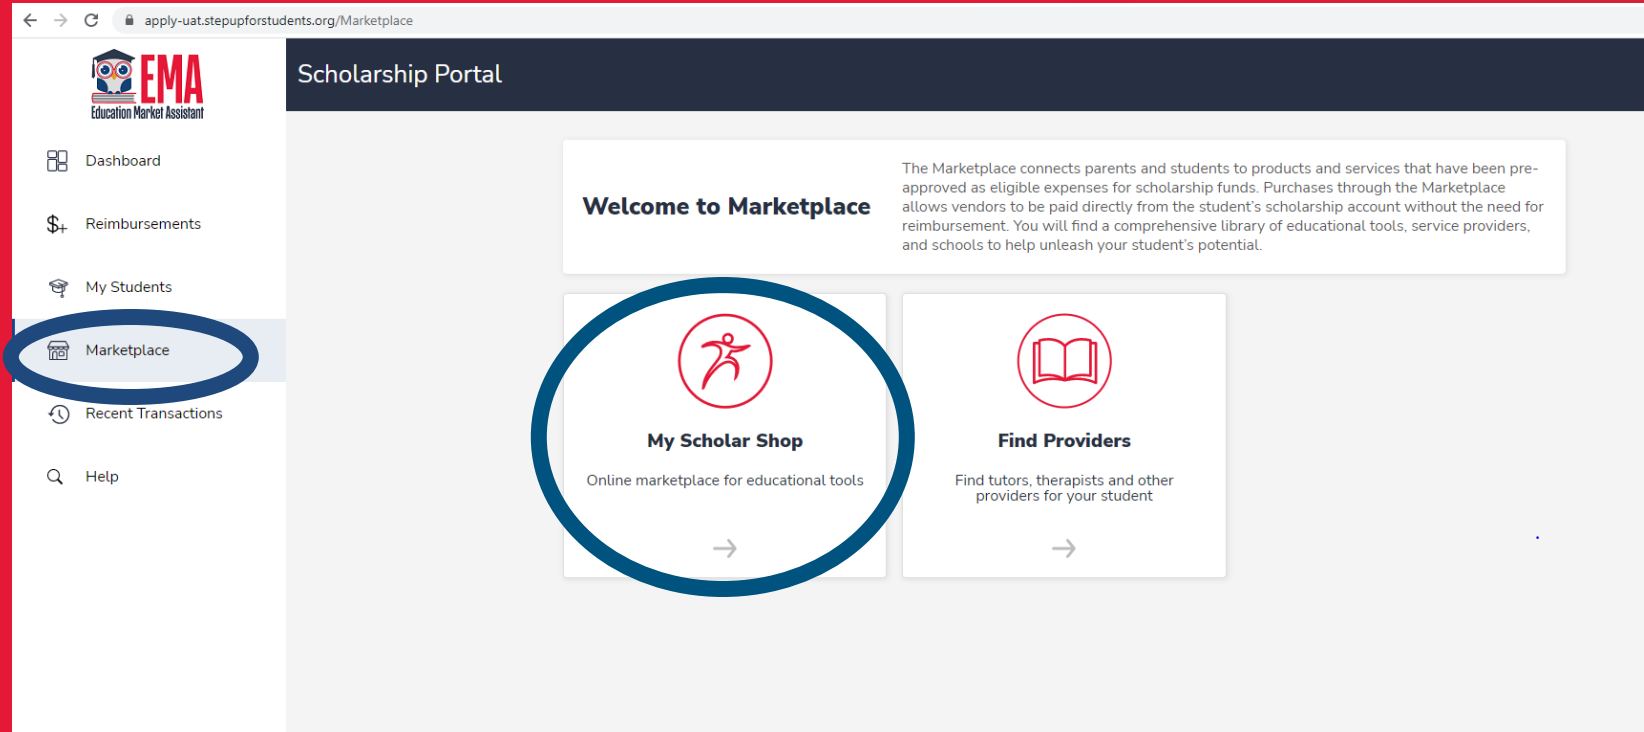 apply-uat.stepupforstudents.org/Marketplace
EMA
Education Market Assistant
Scholarship Portal
Dashboard
Reimbursements
My Students
Marketplace
Recent Transactions
Help
Welcome to Marketplace
The Marketplace connects parents and students to products and services that have been pre-
approved as eligible expenses for scholarship funds. Purchases through the Marketplace
allows vendors to be paid directly from the student's scholarship account without the need for
reimbursement. You will find a comprehensive library of educational tools, service providers,
and schools to help unleash your student's potential.
My Scholar Shop
Online marketplace for educational tools
Find Providers
Find tutors, therapists and other
providers for your student